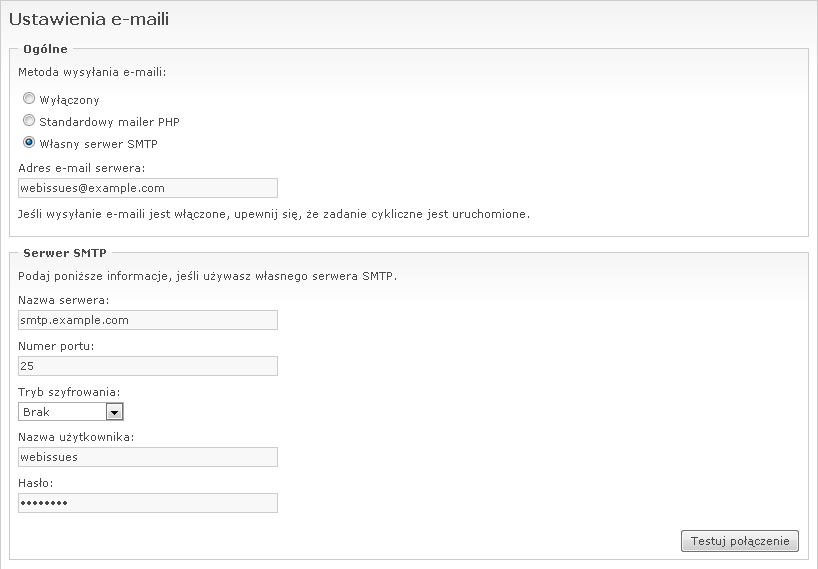 Ustawienia e-maili
Ogólne
Metoda wysyłania e-maili:
Wyłączony
Standardowy mailer PHP
Własny serwer SMTP
Adres e-mail serwera:
webissues@example.com
Jeśli wysyłanie e-maili jest włączone, upewnij się, że zadanie cykliczne jest uruchomione.
Serwer SMTP
Podaj poniższe informacje, jeśli używasz własnego serwera SMTP.
Nazwa serwera:
smtp.example.com
Numer portu:
25
Tryb szyfrowania:
Brak
Nazwa użytkownika:
webissues
Hasło:
••••••••
Testuj połączenie